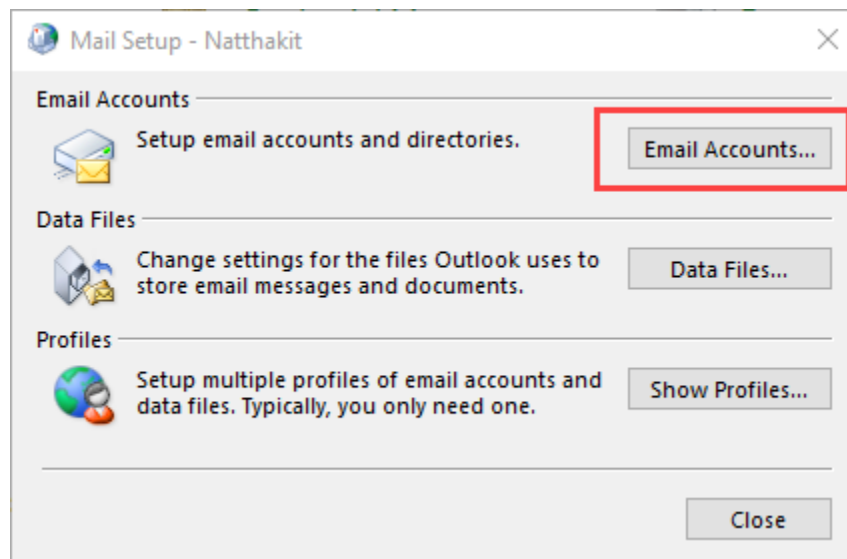 Mail Setup - Natthakit
Email Accounts
Setup email accounts and directories.
Email Accounts...
Data Files
Change settings for the files Outlook uses to
store email messages and documents.
Data Files...
Profiles
Setup multiple profiles of email accounts and
data files. Typically, you only need one.
Show Profiles...
Close